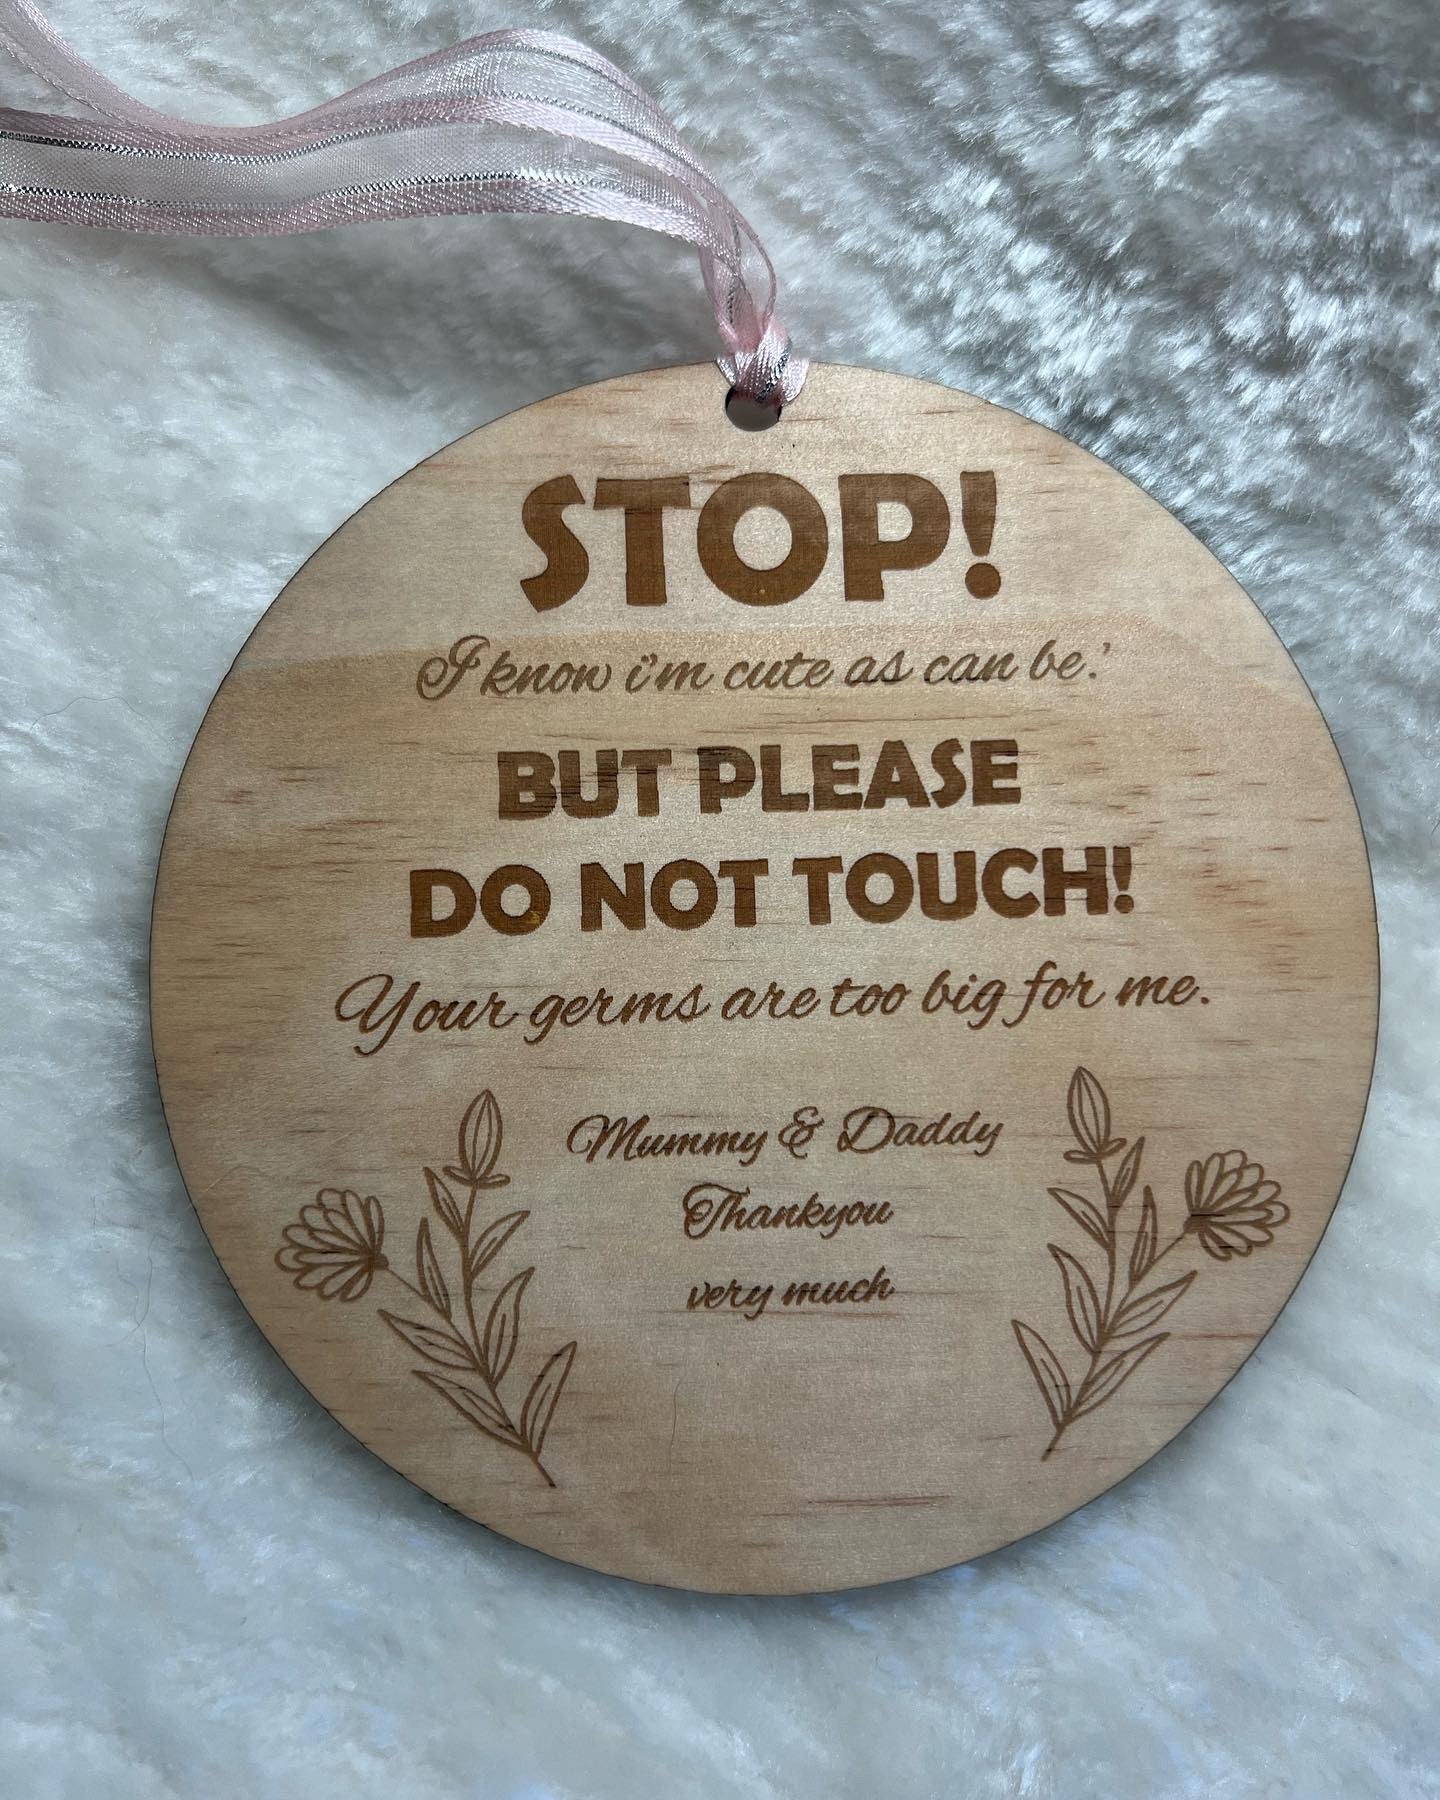 STOP!
I know i'm cute as can be.'
BUT PLEASE
DO NOT TOUCH!
Your germs are too big for me.
Mummy & Daddy
Thankyou
very much